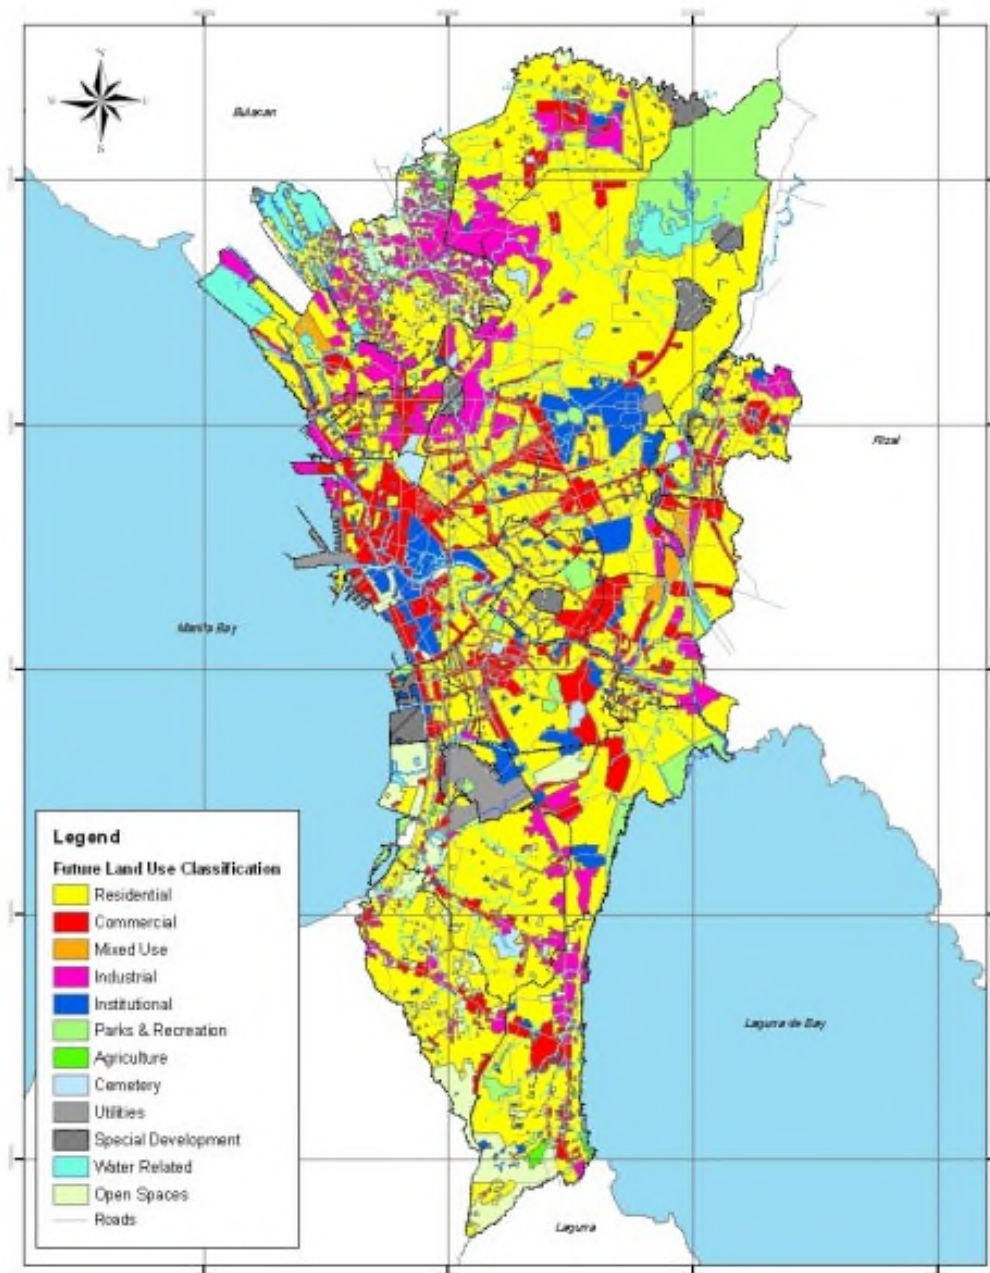 N
W
E
S
Bulacan
Rizal
Manila Bay
Legend
Future Land Use Classification
Residential
Commercial
Mixed Use
Industrial
Institutional
Parks & Recreation
Agriculture
Cemetery
Utilities
Special Development
Water Related
Open Spaces
Roads
Laguna de Bay
Laguna